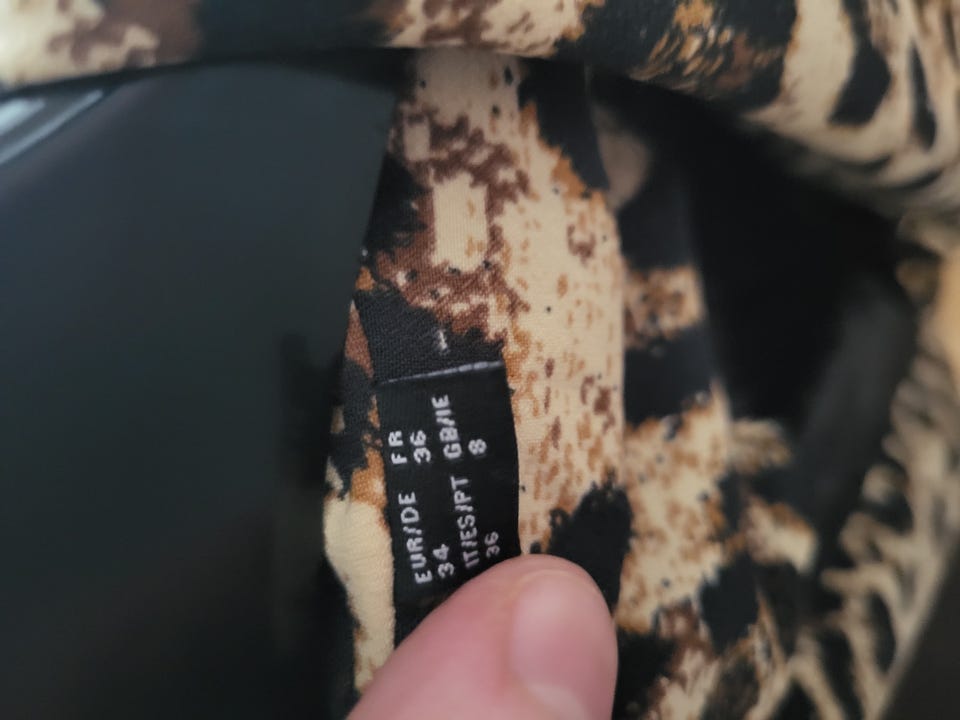 EUR/DE FR
34 36
IT/ES/PT GB/IE
36 8